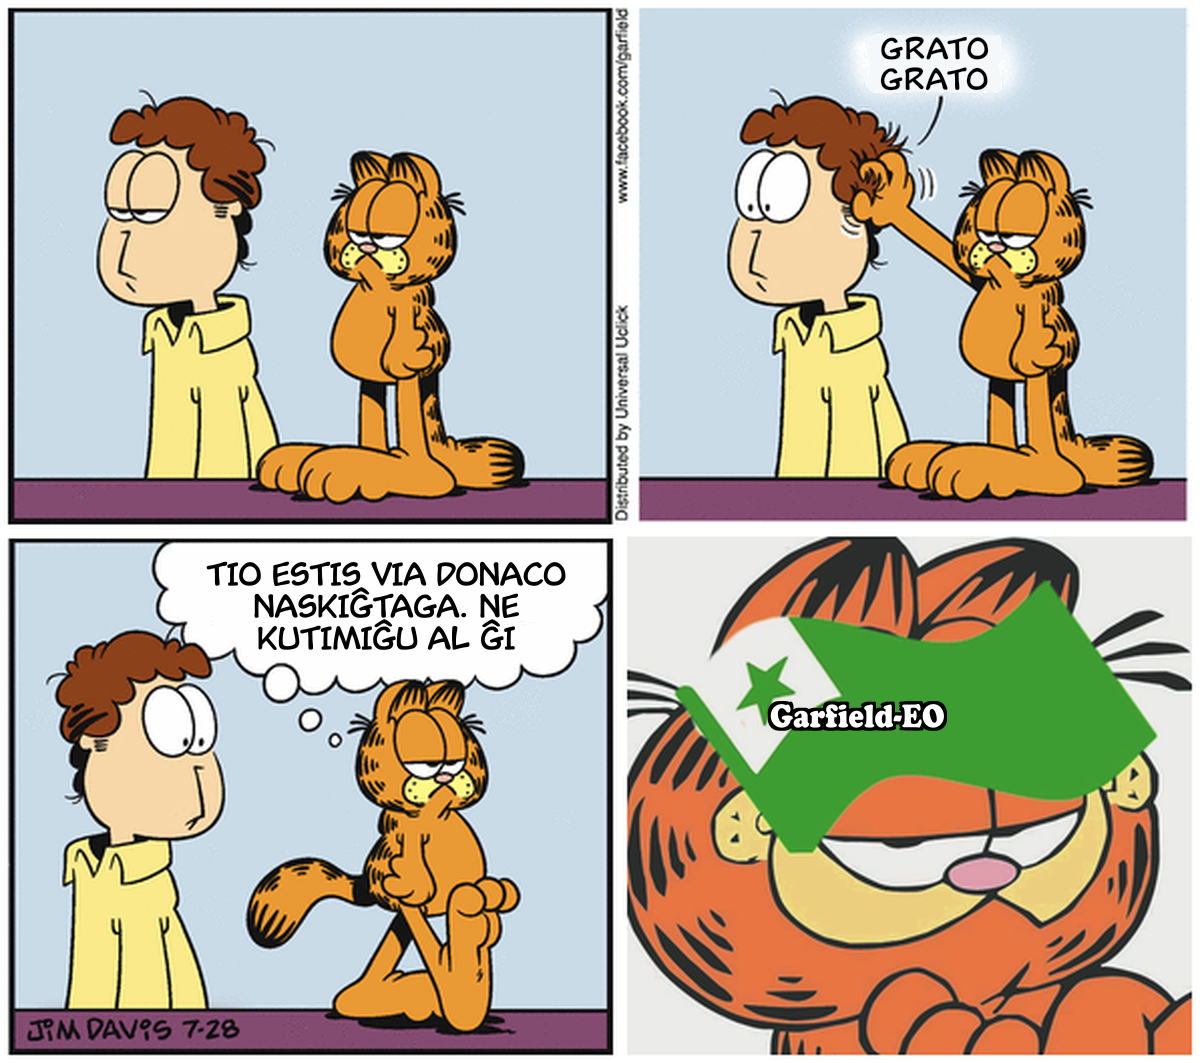 www.facebook.com/garfield
Distributed by Universal Uclick
GRATO
GRATO
TIO ESTIS VIA DONACO
NASKIĜTAGA. NE
KUTIMIĜU AL ĜI
JIM DAVIS 7-28
Garfield-EO